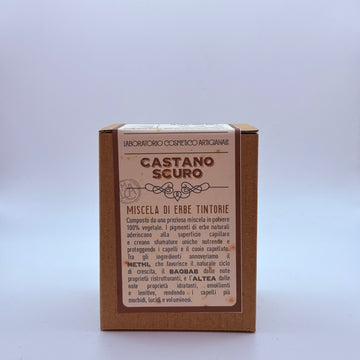 LABORATORIO COSMETICO ARTIGIANALE
CASTANO
SCURO
MISCELA DI ERBE TINTORIE
Composto da una preziosa miscela in polvere
100% vegetale. I pigmenti di erbe naturali
aderiscono alla superficie capillare
e creano sfumature uniche nutrendo e
proteggendo i capelli e il cuoio capelluto.
Tra gli ingredienti annoveriamo il
METHI, che favorisce il naturale ciclo
di crescita, il BAOBAB dalle note
proprietà ristrutturanti, e l'ALTEA dalle
note proprietà idratanti, emollienti
e lenitive, rendendo i capelli più
morbidi, lucidi e voluminosi.